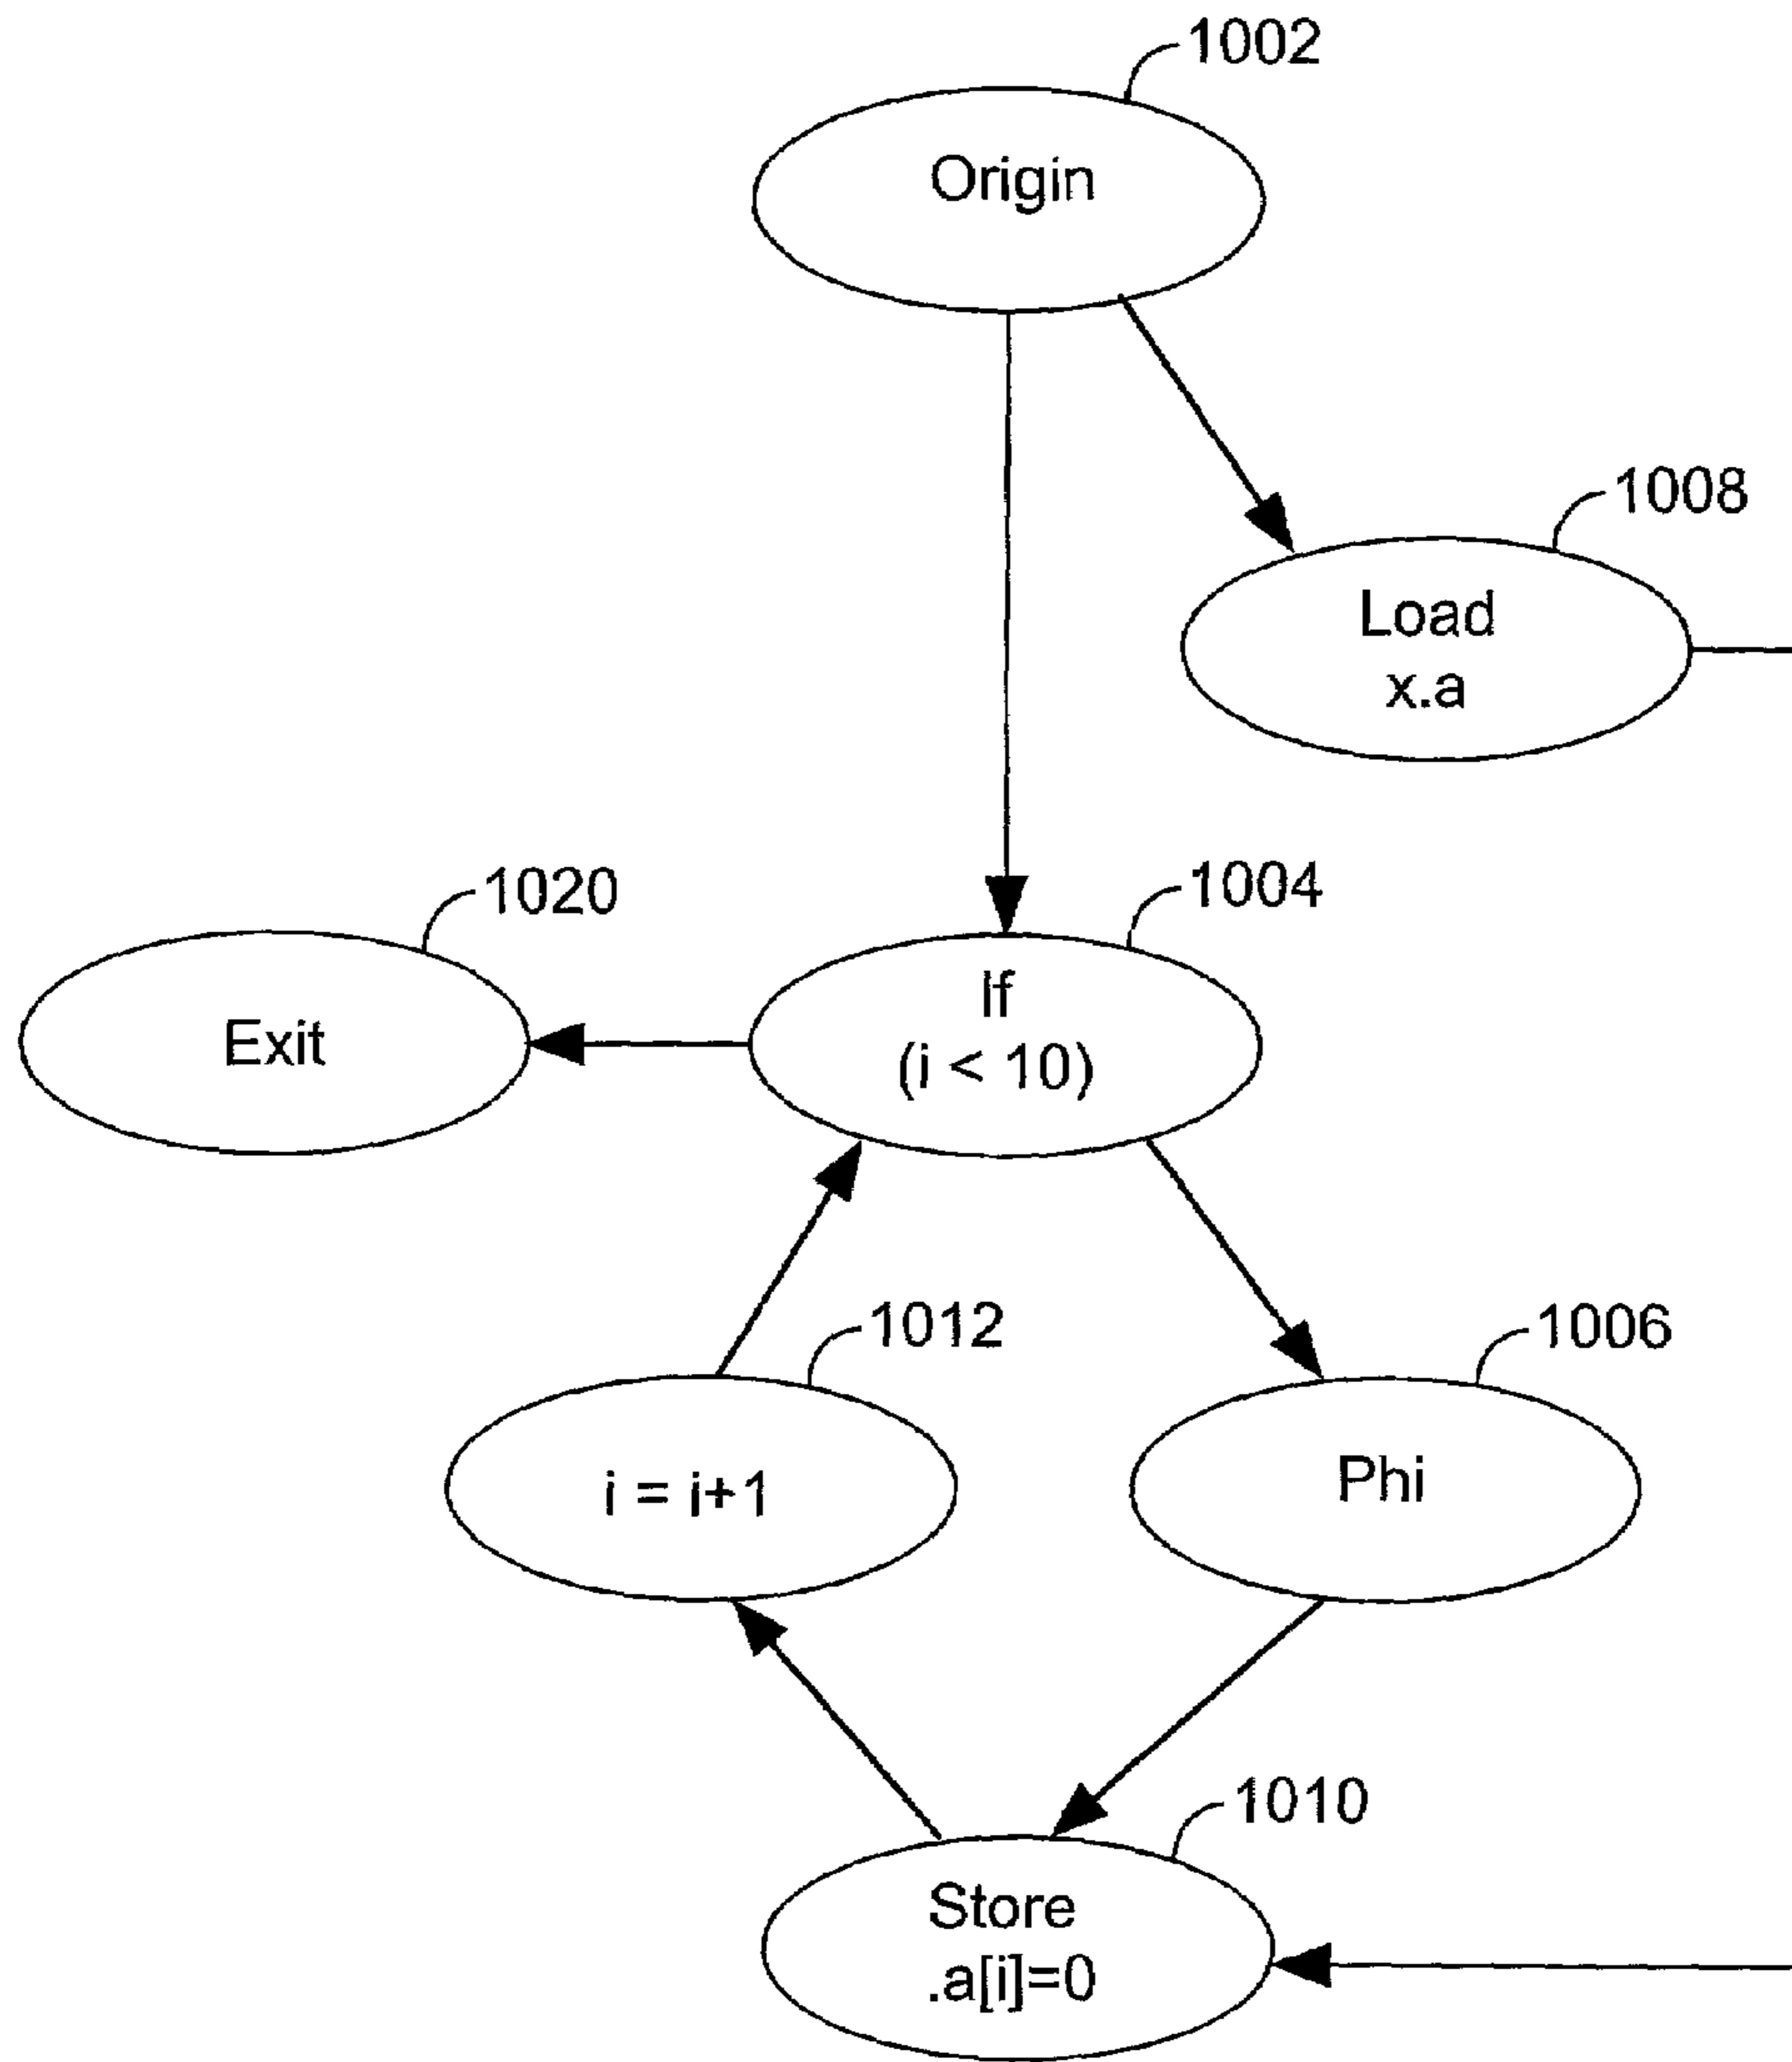 1002
Origin
1008
Load
x.a
1020
Exit
1004
If
(i < 10)
1012
i = i+1
1006
Phi
1010
Store
.a[i]=0